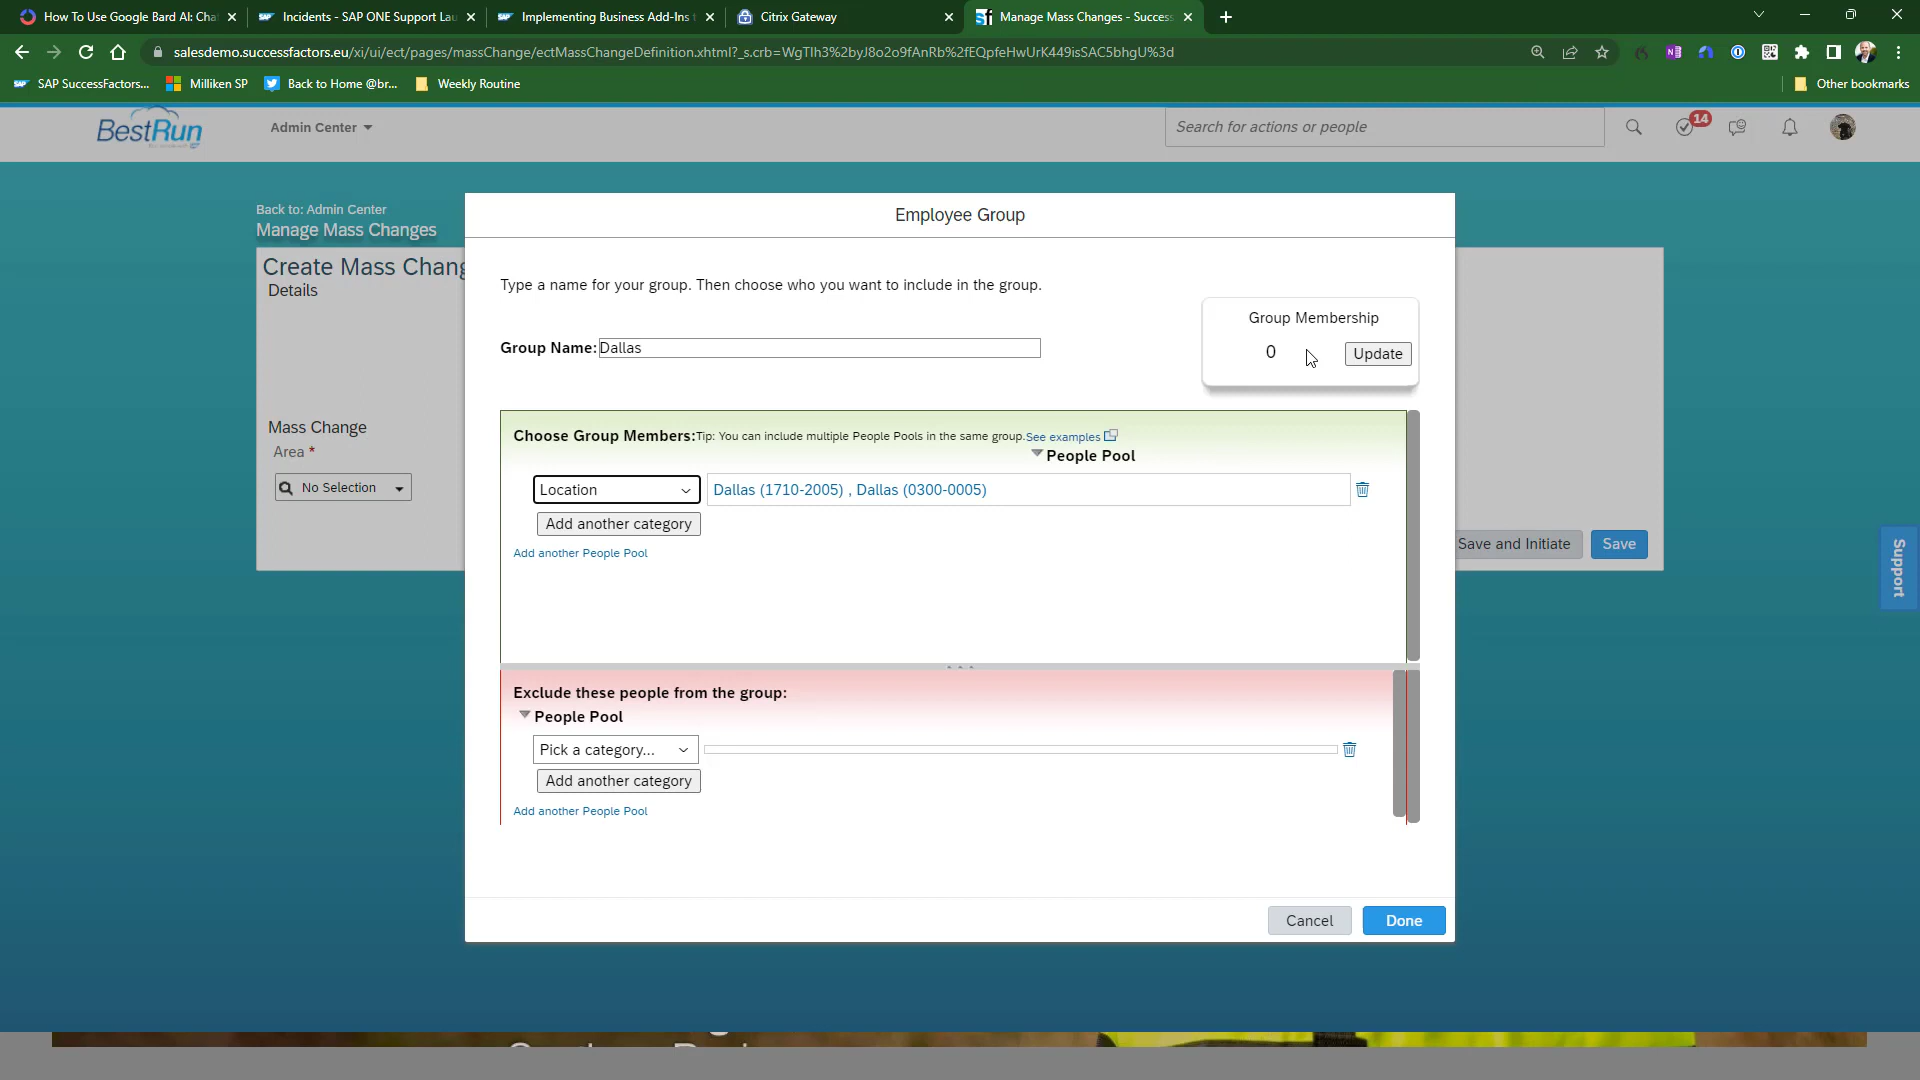 How To Use Google Bard AI: Cha
Incidents - SAP ONE Support Lau
Implementing Business Add-Ins t
Citrix Gateway
Manage Mass Changes - Success
salesdemo.successfactors.eu/xi/ui/ect/pages/massChange/ectMassChangeDefinition.xhtml?_s.crb=WgTlh3%2byJ8o2o9fAnRb%2fEQpfeHwUrK449isSAC5bhgU%3d
SAP SuccessFactors...
Milliken SP
Back to Home @br...
Weekly Routine
Other bookmarks
BestRun
Admin Center
Search for actions or people
14
Back to: Admin Center
Manage Mass Changes
Create Mass Chang
Details
Mass Change
Area *
No Selection
Save and Initiate
Save
Support
Employee Group
Type a name for your group. Then choose who you want to include in the group.
Group Membership
0
Update
Group Name: Dallas
Choose Group Members: Tip: You can include multiple People Pools in the same group. See examples
People Pool
Location
Dallas (1710-2005) , Dallas (0300-0005)
Add another category
Add another People Pool
Exclude these people from the group:
People Pool
Pick a category...
Add another category
Add another People Pool
Cancel
Done